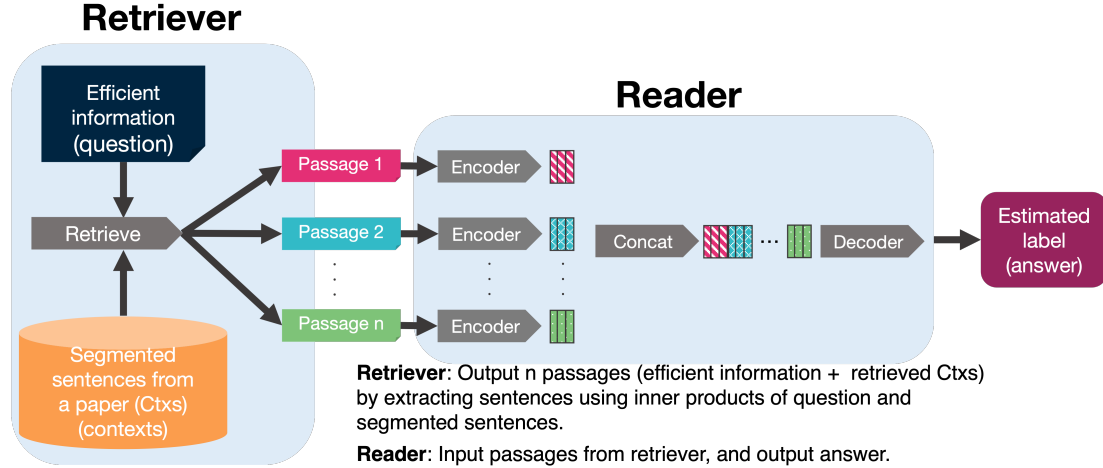 Retriever
Efficient
information
(question)
Retrieve
Segmented
sentences from
a paper (Ctxs)
(contexts)
Passage 1
Passage 2
Passage n
Reader
Encoder
Encoder
Encoder
Concat
...
Decoder
Estimated
label
(answer)
Retriever: Output n passages (efficient information + retrieved Ctxs)
by extracting sentences using inner products of question and
segmented sentences.
Reader: Input passages from retriever, and output answer.